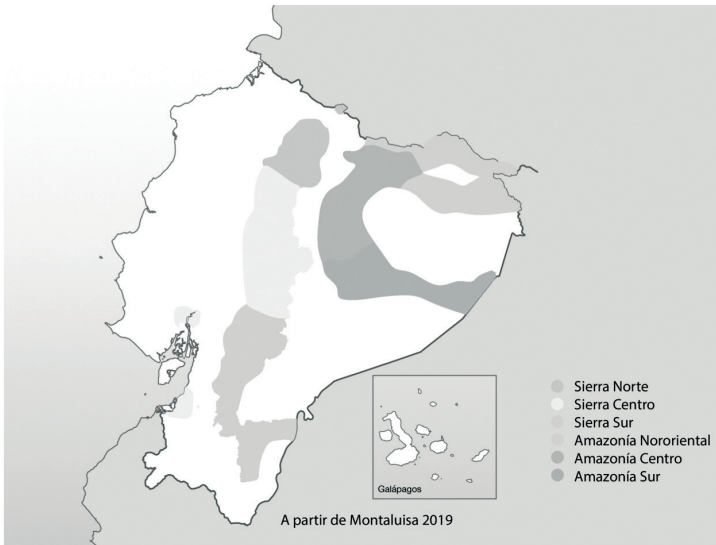 Sierra Norte
Sierra Centro
Sierra Sur
Amazonía Nororiental
Amazonía Centro
Amazonía Sur
Galápagos
A partir de Montaluisa 2019